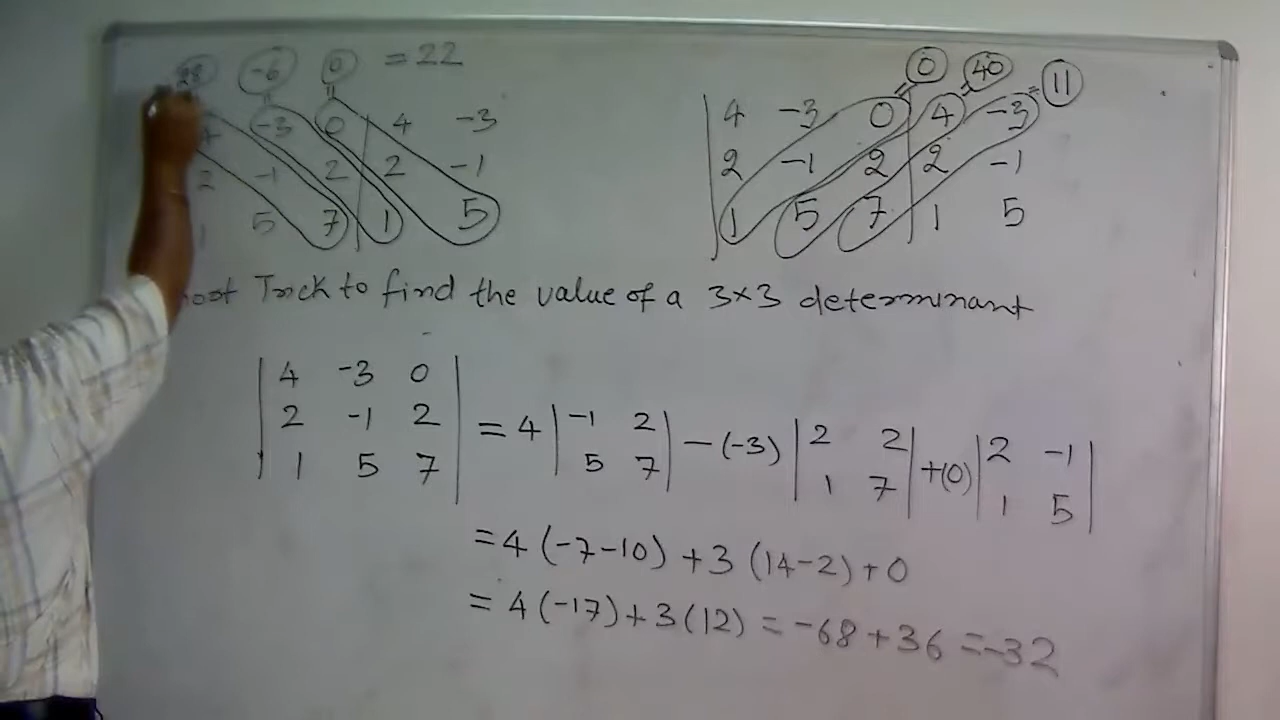 28 -6 0 = 22
4 -3 0 4 -3
2 -1 2 2 -1
1 5 7 1 5
0 40 = 11
4 -3 0 4 -3
2 -1 2 2 -1
1 5 7 1 5
Trick to find the value of a 3×3 determinant
| 4 -3 0 |
| 2 -1 2 |
| 1 5 7 |
= 4 | -1 2 | - (-3) | 2 2 | + (0) | 2 -1 |
| 5 7 | | 1 7 | | 1 5 |
= 4 (-7-10) + 3 (14-2) + 0
= 4 (-17) + 3 (12) = -68 + 36 = -32